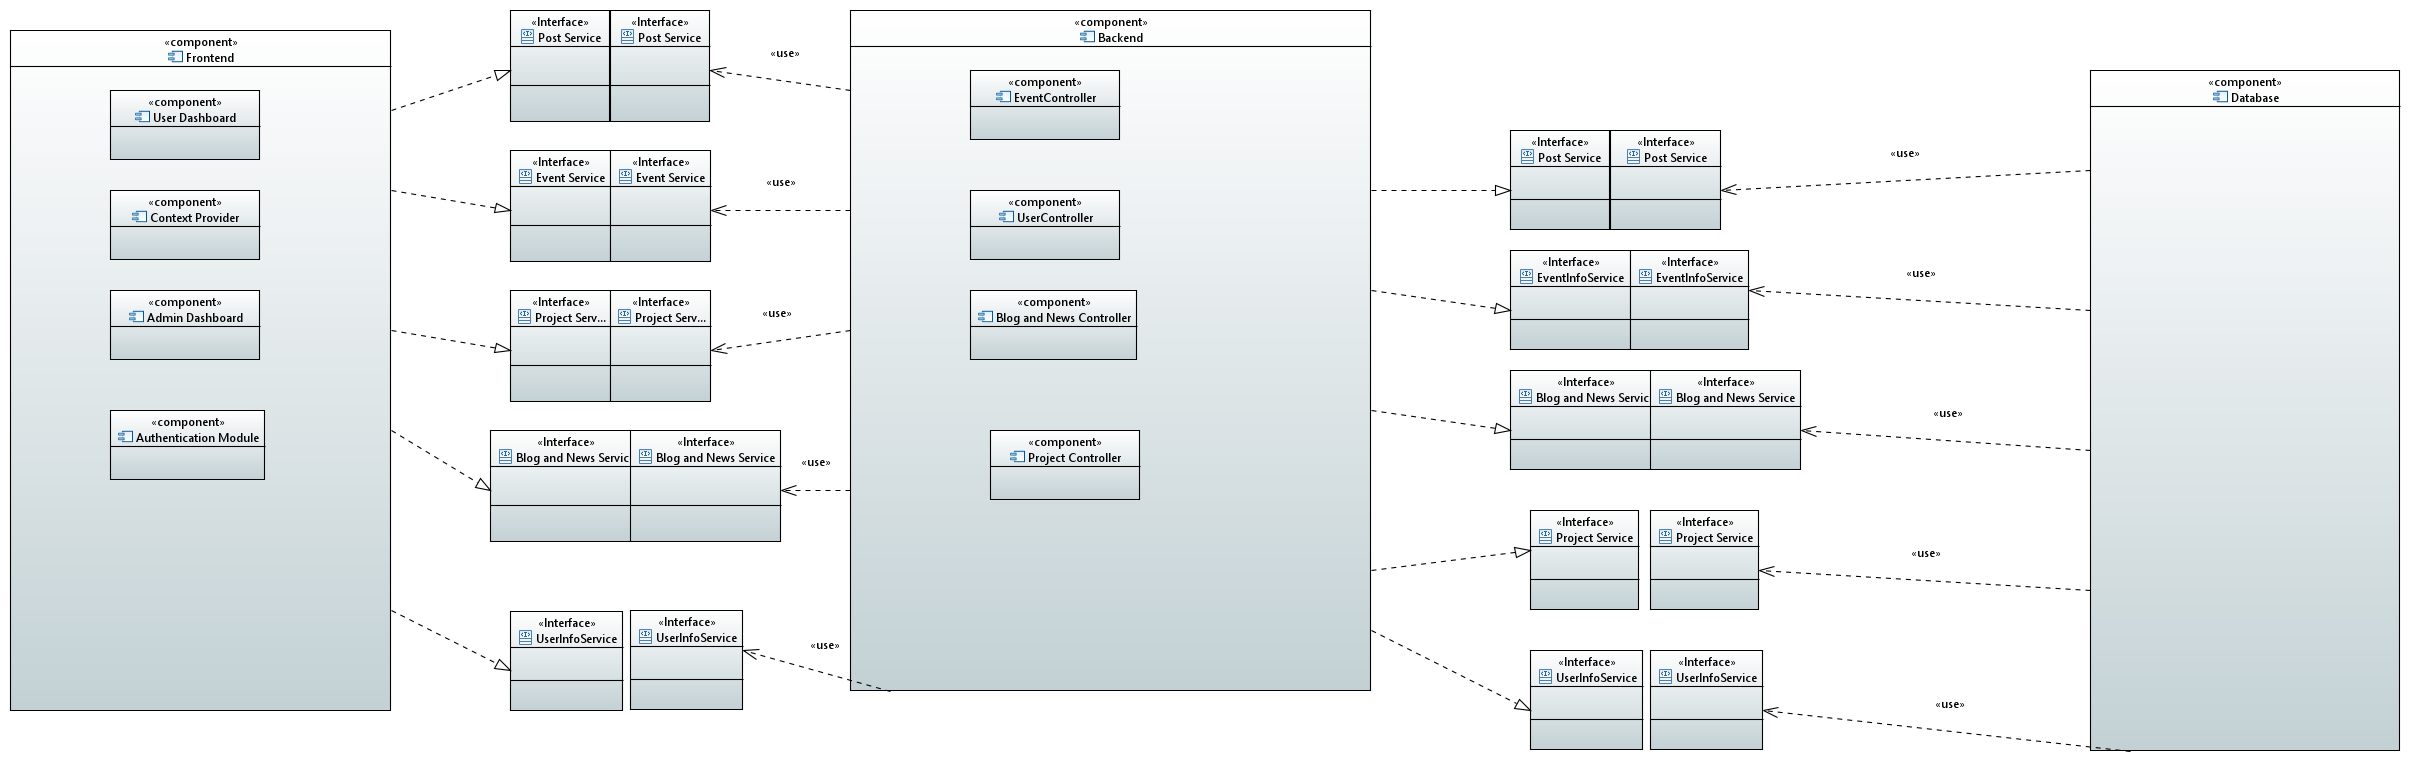 «component»
Frontend
«component»
User Dashboard
«component»
Context Provider
«component»
Admin Dashboard
«component»
Authentication Module
«Interface» «Interface»
Post Service Post Service
«use»
«Interface» «Interface»
Event Service Event Service
«use»
«Interface» «Interface»
Project Serv... Project Serv...
«use»
«Interface» «Interface»
Blog and News Servic Blog and News Service
«use»
«Interface» «Interface»
UserInfoService UserInfoService
«use»
«component»
Backend
«component»
EventController
«component»
UserController
«component»
Blog and News Controller
«component»
Project Controller
«Interface» «Interface»
Post Service Post Service
«use»
«Interface» «Interface»
EventInfoService EventInfoService
«use»
«Interface» «Interface»
Blog and News Servic Blog and News Service
«use»
«Interface» «Interface»
Project Service Project Service
«use»
«Interface» «Interface»
UserInfoService UserInfoService
«use»
«component»
Database